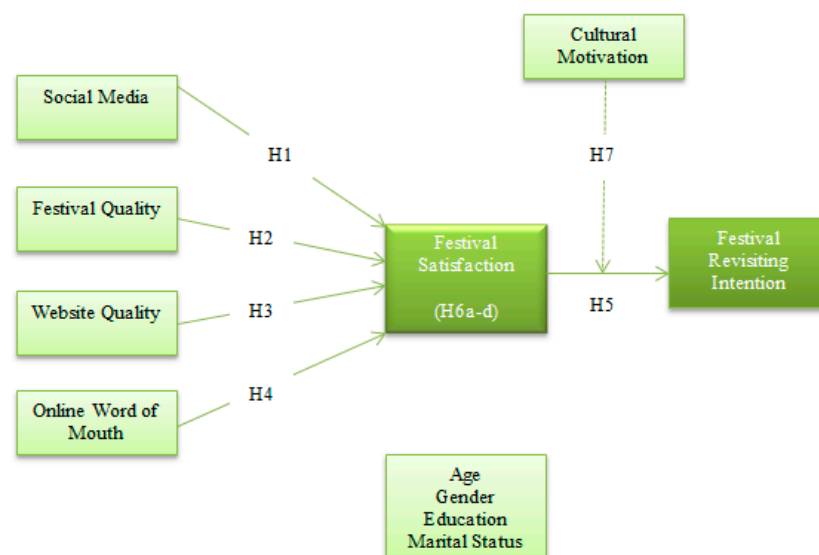 Cultural
Motivation
Social Media
H1
H7
Festival Quality
H2
Festival
Satisfaction
(H6a-d)
Festival
Revisiting
Intention
Website Quality
H3
H5
H4
Online Word of
Mouth
Age
Gender
Education
Marital Status